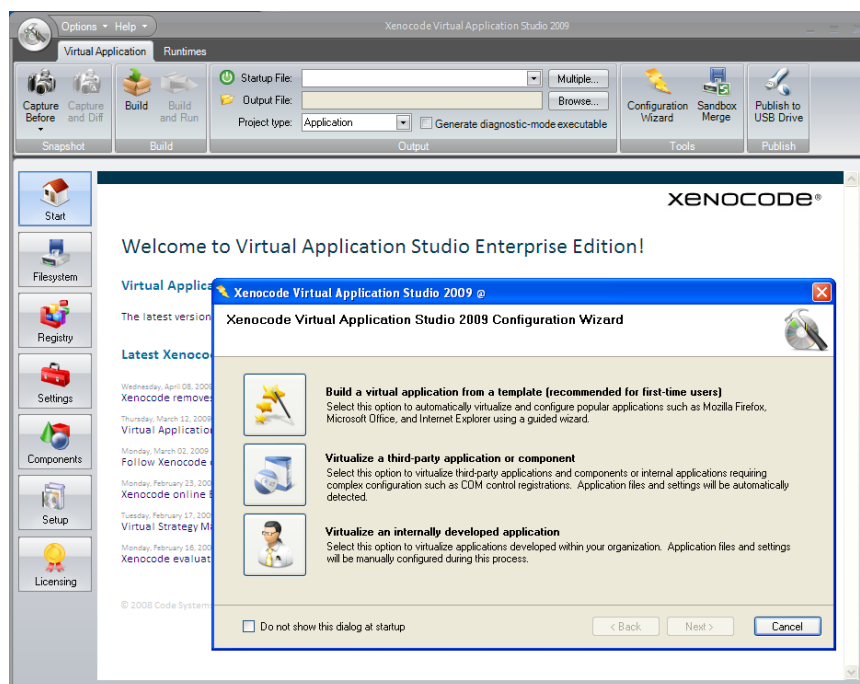 Options Help Xenocode Virtual Application Studio 2009
Virtual Application Runtimes
Capture Before
Capture and Diff
Build
Build and Run
Startup File: Multiple...
Output File: Browse...
Project type: Application Generate diagnostic-mode executable
Configuration Wizard
Sandbox Merge
Publish to USB Drive
Snapshot Build Output Tools Publish
Start
Filesystem
Registry
Settings
Components
Setup
Licensing
xenocode®
Welcome to Virtual Application Studio Enterprise Edition!
Virtual Applica
The latest version
Latest Xenoco
Wednesday, April 08, 200
Xenocode remove
Thursday, March 12, 2009
Virtual Applicatio
Monday, March 02, 2009
Follow Xenocode
Monday, February 23, 200
Xenocode online
Tuesday, February 17, 200
Virtual Strategy M
Monday, February 16, 200
Xenocode evaluat
© 2008 Code System
Xenocode Virtual Application Studio 2009 @
Xenocode Virtual Application Studio 2009 Configuration Wizard
Build a virtual application from a template (recommended for first-time users)
Select this option to automatically virtualize and configure popular applications such as Mozilla Firefox,
Microsoft Office, and Internet Explorer using a guided wizard.
Virtualize a third-party application or component
Select this option to virtualize third-party applications and components or internal applications requiring
complex configuration such as COM control registrations. Application files and settings will be automatically
detected.
Virtualize an internally developed application
Select this option to virtualize applications developed within your organization. Application files and settings
will be manually configured during this process.
Do not show this dialog at startup
< Back Next > Cancel